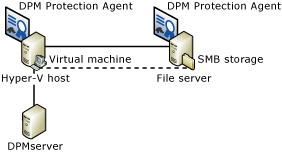 DPM Protection Agent
DPM Protection Agent
Virtual machine
SMB storage
Hyper-V host
File server
DPMserver